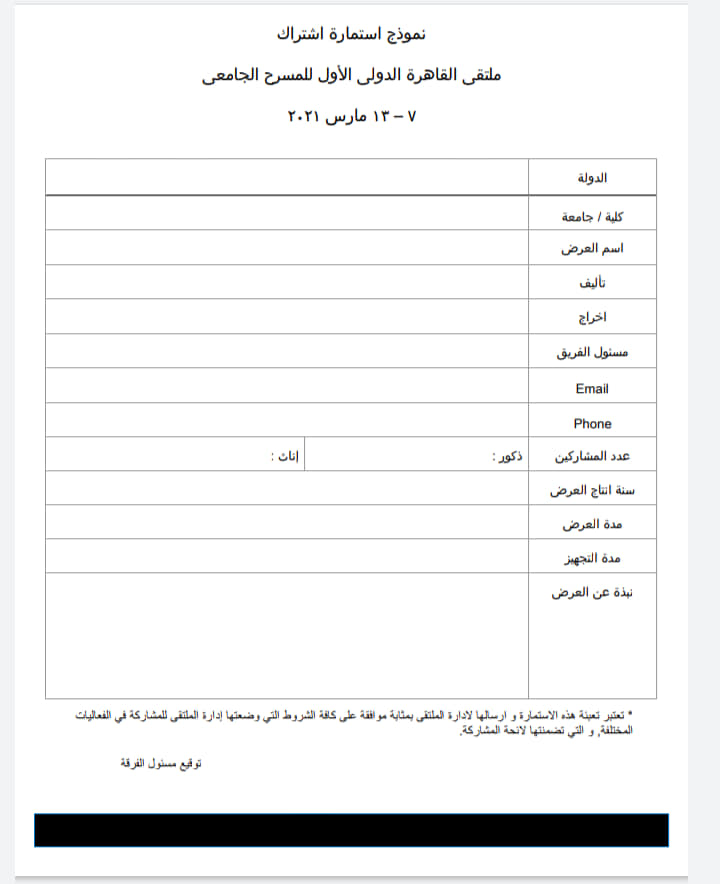 نموذج استمارة اشتراك
ملتقى القاهرة الدولى الأول للمسرح الجامعى
٧ – ١٣ مارس ٢٠٢١
الدولة
كلية / جامعة
اسم العرض
تأليف
اخراج
مسئول الفريق
Email
Phone
عدد المشاركين ذكور : إناث :
سنة انتاج العرض
مدة العرض
مدة التجهيز
نبذة عن العرض
* تعتبر تعبئة هذه الاستمارة و ارسالها لادارة الملتقى بمثابة موافقة على كافة الشروط التي وضعتها إدارة الملتقى للمشاركة في الفعاليات
المختلفة, و التي تضمنتها لائحة المشاركة.
توقيع مسئول الفرقة